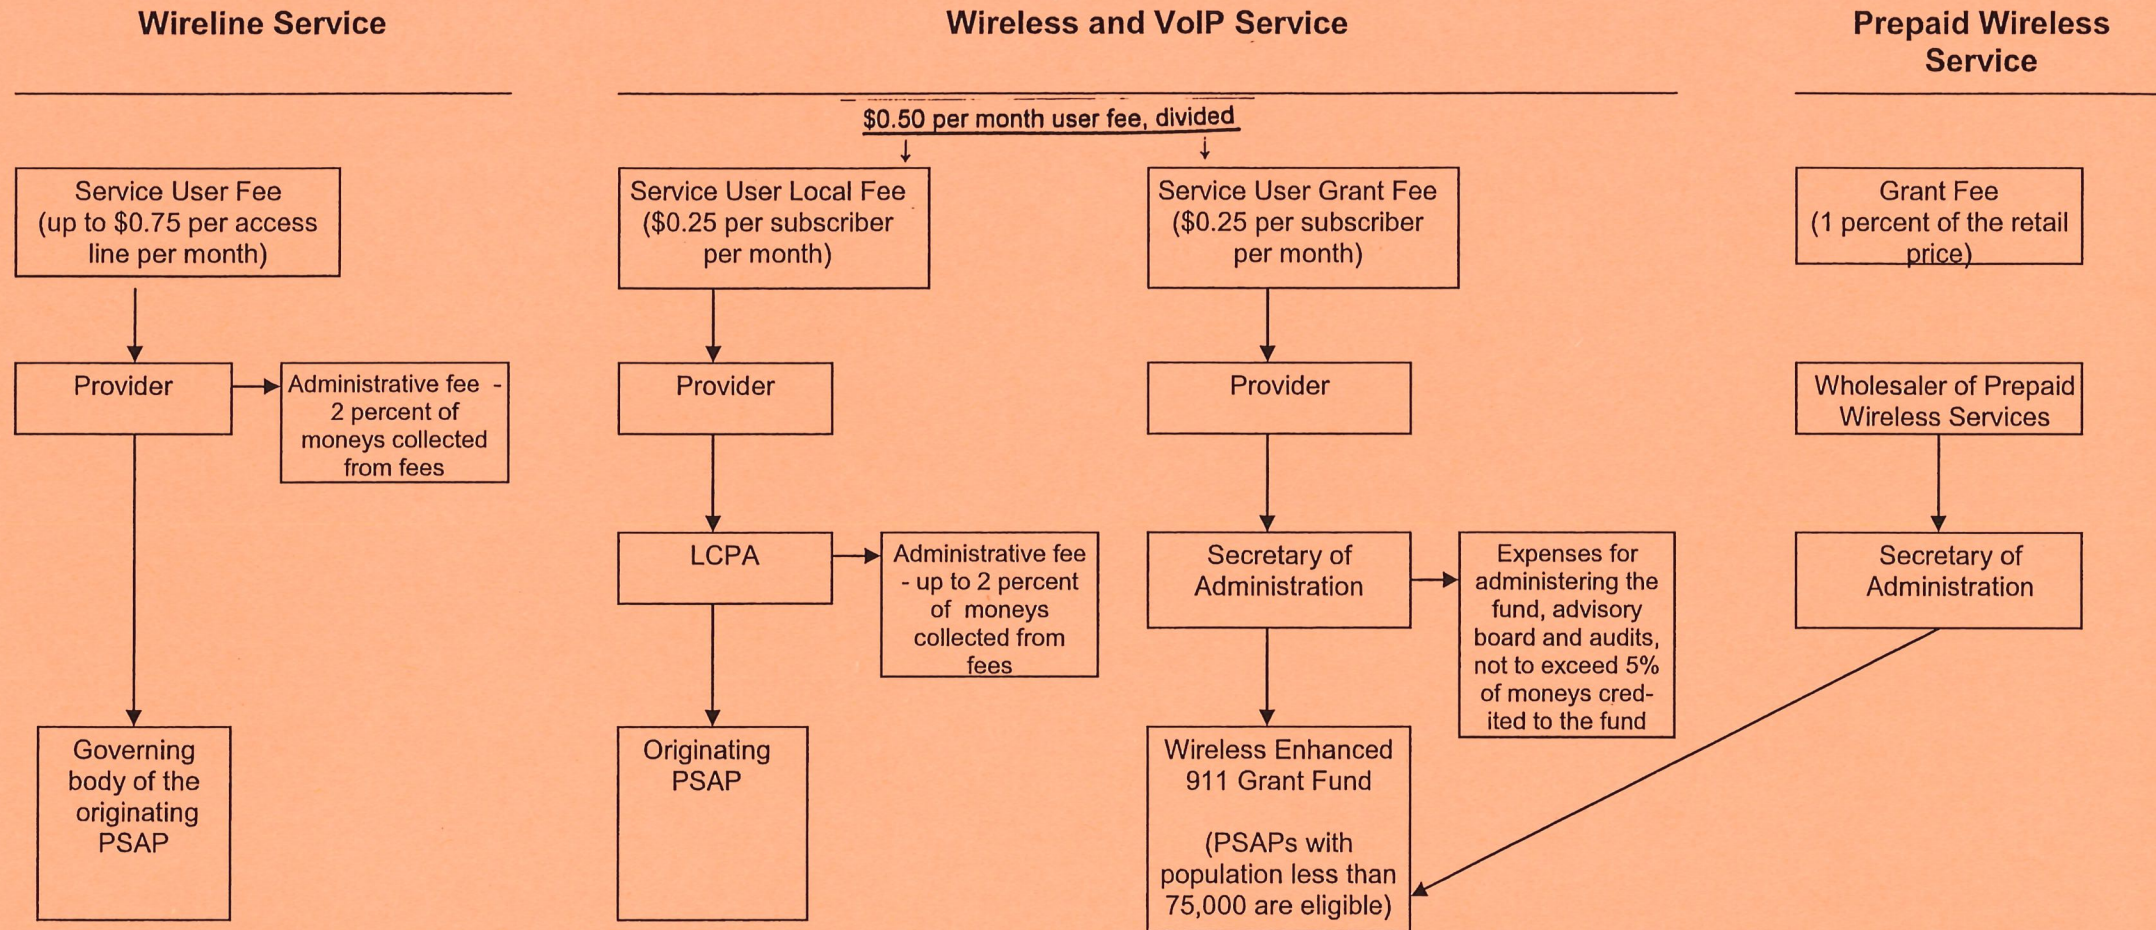 Wireline Service
Wireless and VoIP Service
Prepaid Wireless
Service
$0.50 per month user fee, divided
Service User Fee
(up to $0.75 per access
line per month)
Service User Local Fee
($0.25 per subscriber
per month)
Service User Grant Fee
($0.25 per subscriber
per month)
Grant Fee
(1 percent of the retail
price)
Provider
Administrative fee -
2 percent of
moneys collected
from fees
Provider
Provider
Wholesaler of Prepaid
Wireless Services
LCPA
Administrative fee
- up to 2 percent
of moneys
collected from
fees
Secretary of
Administration
Expenses for
administering the
fund, advisory
board and audits,
not to exceed 5%
of moneys cred-
ited to the fund
Secretary of
Administration
Governing
body of the
originating
PSAP
Originating
PSAP
Wireless Enhanced
911 Grant Fund
(PSAPs with
population less than
75,000 are eligible)